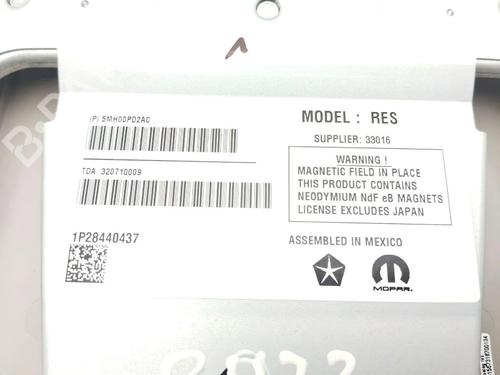 (P) 5MH00PD2AC
TDA 320710009
1P28440437
MODEL : RES
SUPPLIER: 33016
WARNING !
MAGNETIC FIELD IN PLACE
THIS PRODUCT CONTAINS
NEODYMIUM NdF eB MAGNETS
LICENSE EXCLUDES JAPAN
ASSEMBLED IN MEXICO
MOPAR